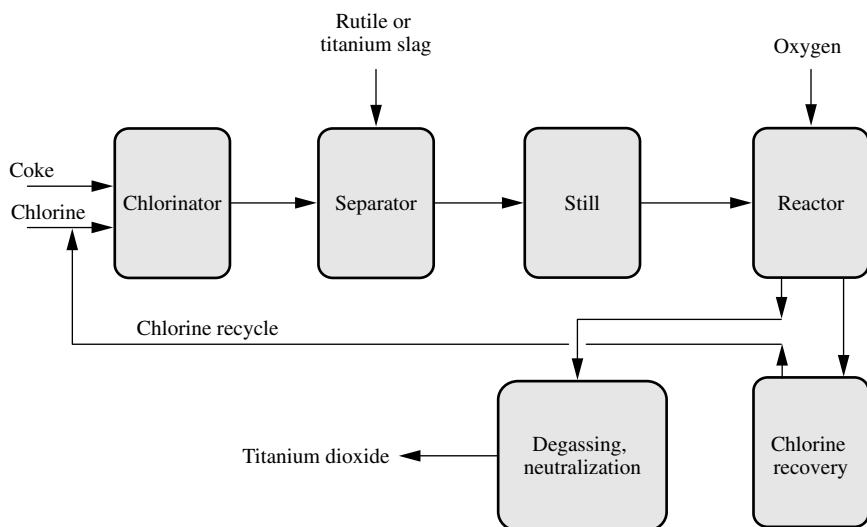 Rutile or
titanium slag
Oxygen
Coke
Chlorine
Chlorinator
Separator
Still
Reactor
Chlorine recycle
Titanium dioxide
Degassing,
neutralization
Chlorine
recovery